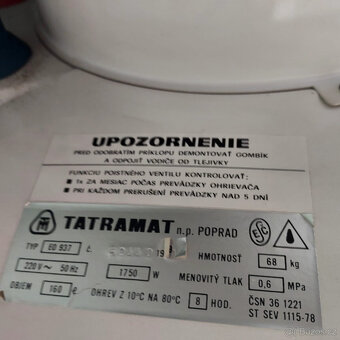 UPOZORNENIE
PRED ODOBRATÍM PRÍKLOPU DEMONTOVAŤ GOMBÍK
A ODPOJIŤ VODIČE OD TLEJIVKY
FUNKCIU POISTNÉHO VENTILU KONTROLOVAŤ:
• 1x ZA MESIAC POČAS PREVÁDZKY OHRIEVAČA
• PRI KAŽDOM PRERUŠENÍ PREVÁDZKY NAD 5 DNÍ
TATRAMAT n.p. POPRAD
TYP EO 937 č. 19 HMOTNOSŤ 68 kg
220 V ~ 50 Hz 1750 W MENOVITÝ TLAK 0,6 MPa
OBJEM 160 ℓ OHREV Z 10°C NA 80°C 8 HOD. ČSN 36 1221
ST SEV 1115-78